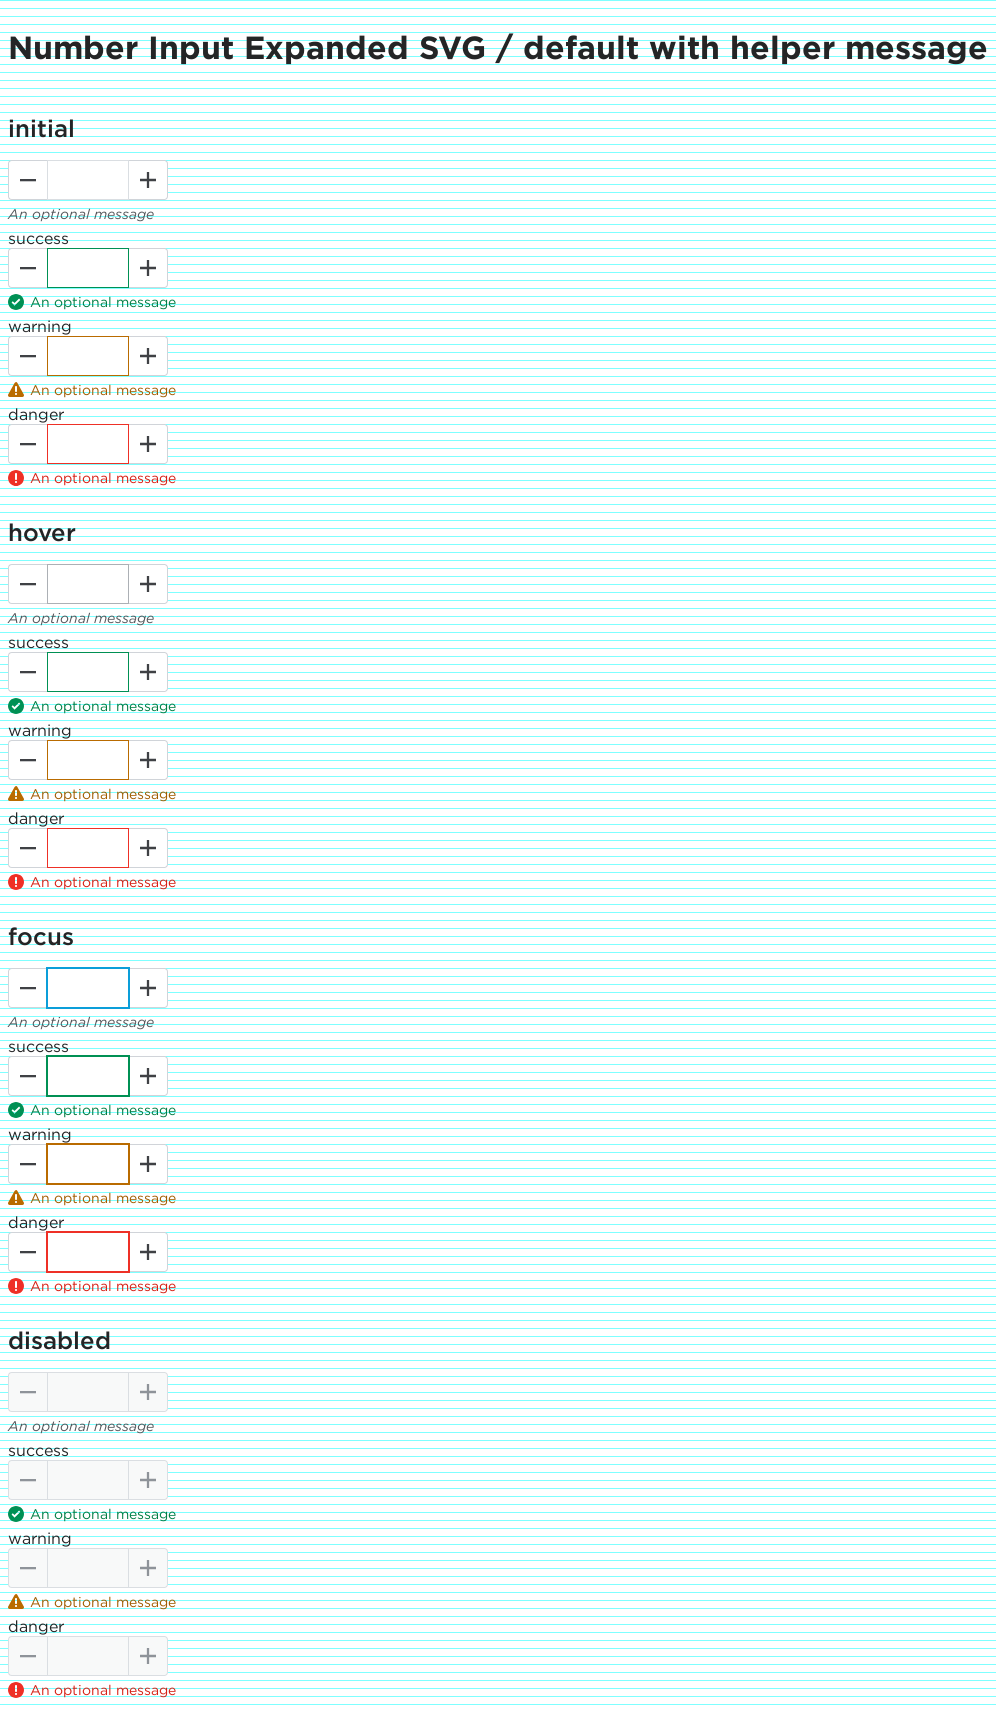 Number Input Expanded SVG / default with helper message
initial
An optional message
success
An optional message
warning
An optional message
danger
An optional message
hover
An optional message
success
An optional message
warning
An optional message
danger
An optional message
focus
An optional message
success
An optional message
warning
An optional message
danger
An optional message
disabled
An optional message
success
An optional message
warning
An optional message
danger
An optional message